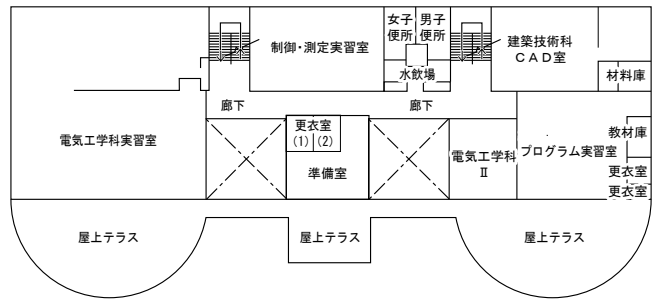 女子
便所
男子
便所
制御・測定実習室
建築技術科
ＣＡＤ室
水飲場
材料庫
廊下
廊下
更衣室
(1)
(2)
教材庫
電気工学科実習室
電気工学科
Ⅱ
プログラム実習室
準備室
更衣室
更衣室
屋上テラス
屋上テラス
屋上テラス